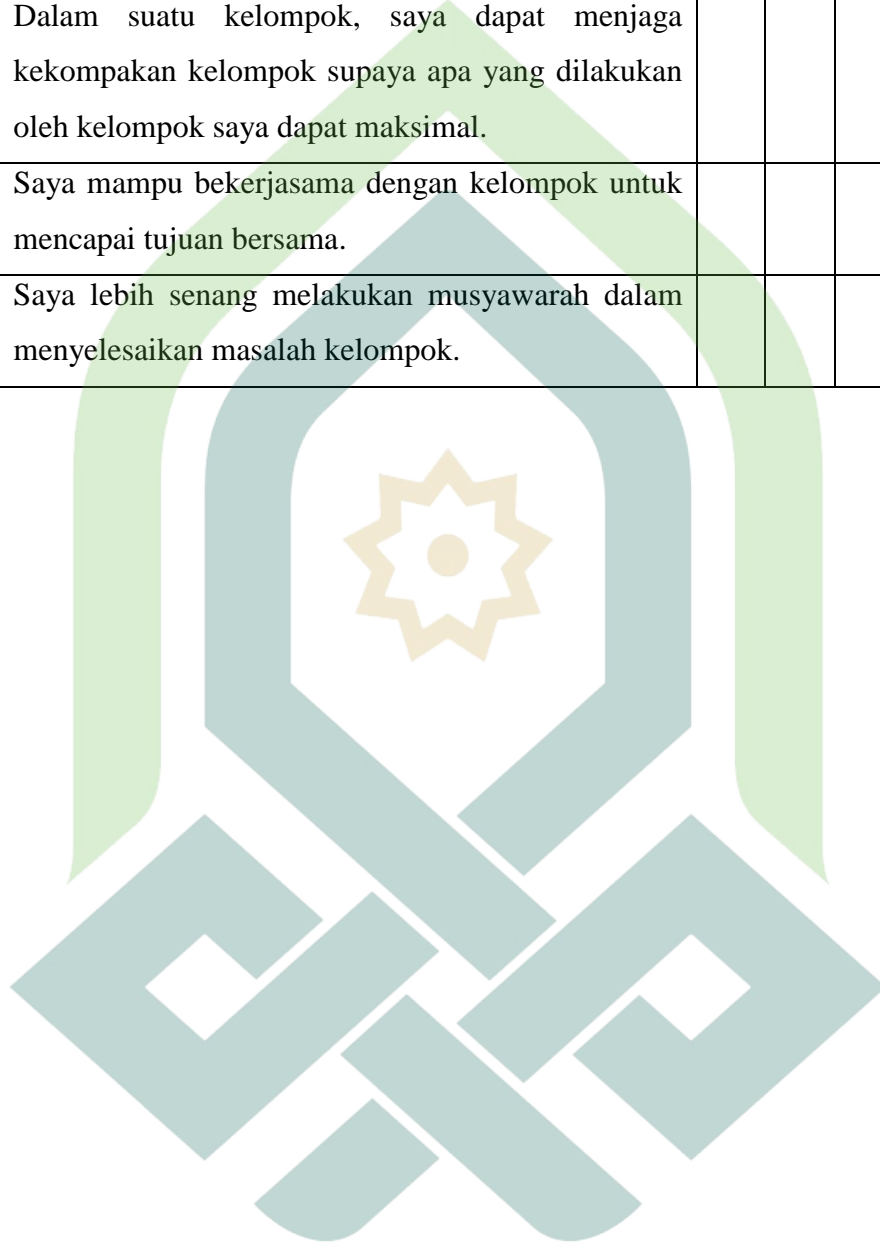 Dalam suatu kelompok, saya dapat menjaga
kekompakan kelompok supaya apa yang dilakukan
oleh kelompok saya dapat maksimal.
Saya mampu bekerjasama dengan kelompok untuk
mencapai tujuan bersama.
Saya lebih senang melakukan musyawarah dalam
menyelesaikan masalah kelompok.